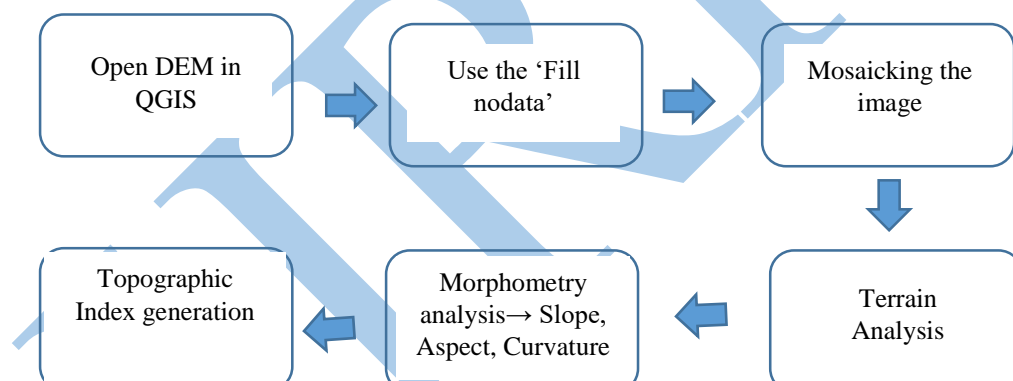 Open DEM in
QGIS
Use the ‘Fill
nodata’
Mosaicking the
image
Terrain
Analysis
Morphometry
analysis→ Slope,
Aspect, Curvature
Topographic
Index generation